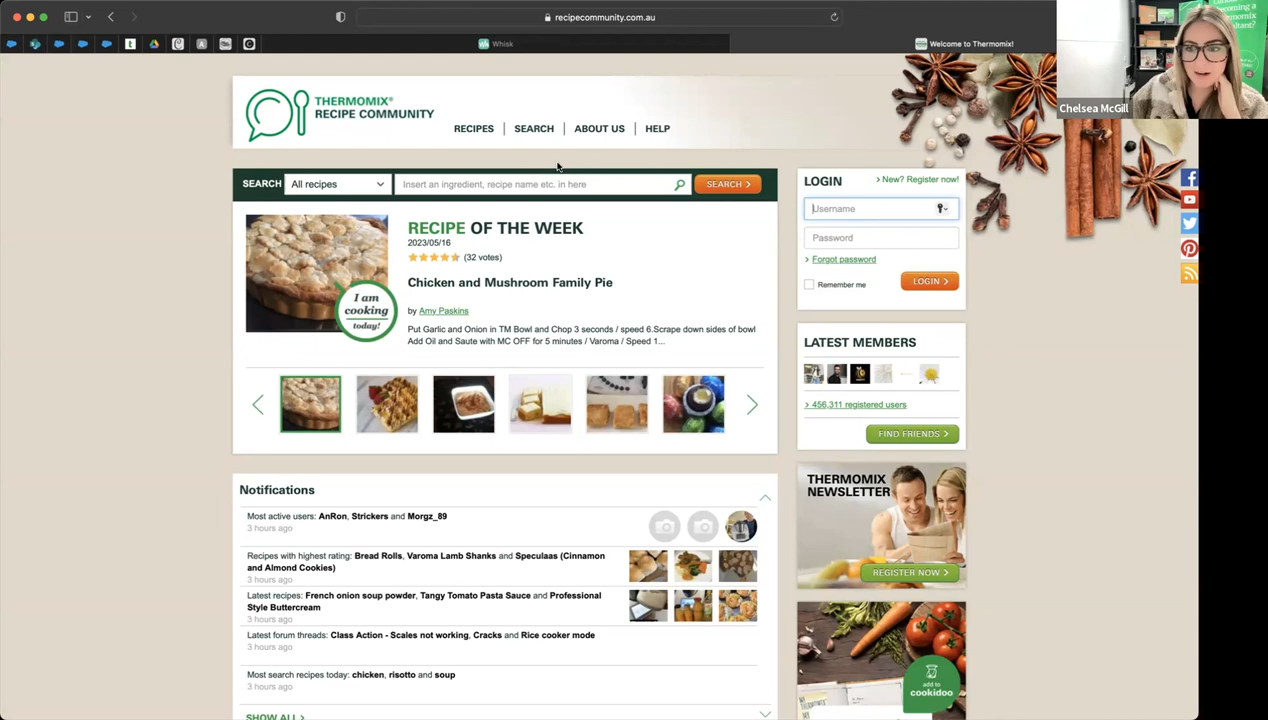 recipecommunity.com.au
Whisk
Welcome to Thermomix!
Chelsea McGill
THERMOMIX®
RECIPE COMMUNITY
RECIPES
SEARCH
ABOUT US
HELP
SEARCH
All recipes
Insert an ingredient, recipe name etc. in here
SEARCH
RECIPE OF THE WEEK
2023/05/16
(32 votes)
Chicken and Mushroom Family Pie
by Amy Paskins
Put Garlic and Onion in TM Bowl and Chop 3 seconds / speed 6.Scrape down sides of bowl
Add Oil and Saute with MC OFF for 5 minutes / Varoma / Speed 1...
I am
cooking
today!
LOGIN
New? Register now!
Username
Password
Forgot password
Remember me
LOGIN
LATEST MEMBERS
456,311 registered users
FIND FRIENDS
THERMOMIX
NEWSLETTER
REGISTER NOW
add to
cookidoo
Notifications
Most active users: AnRon, Strickers and Morgz_89
3 hours ago
Recipes with highest rating: Bread Rolls, Varoma Lamb Shanks and Speculaas (Cinnamon
and Almond Cookies)
3 hours ago
Latest recipes: French onion soup powder, Tangy Tomato Pasta Sauce and Professional
Style Buttercream
3 hours ago
Latest forum threads: Class Action - Scales not working, Cracks and Rice cooker mode
3 hours ago
Most search recipes today: chicken, risotto and soup
3 hours ago
SHOW ALL